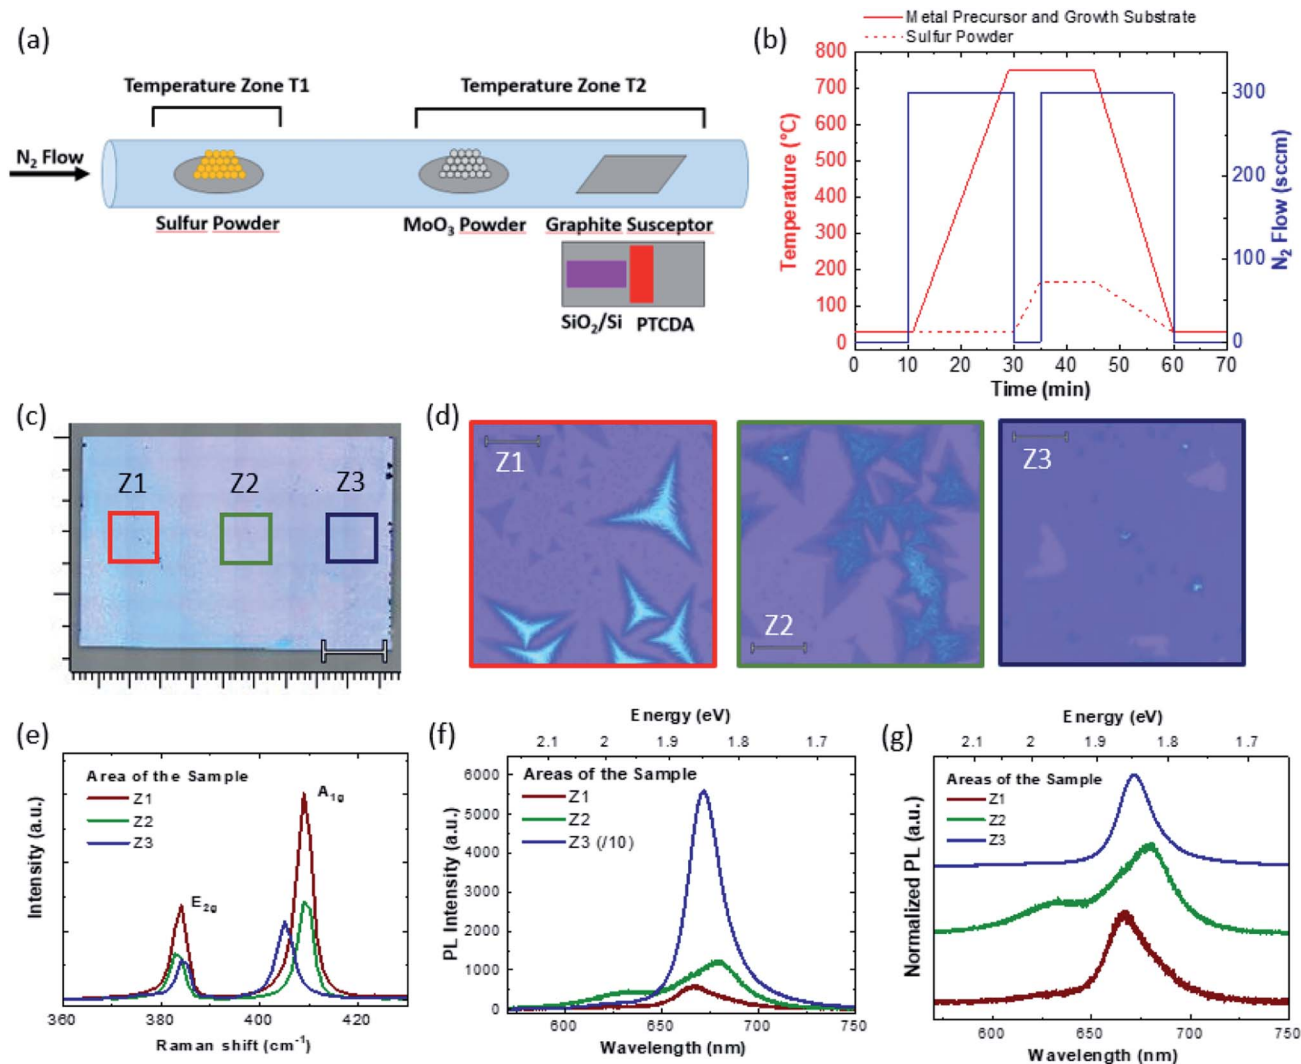 (a)
Temperature Zone T1
Temperature Zone T2
N2 Flow
Sulfur Powder
MoO3 Powder
Graphite Susceptor
SiO2/Si
PTCDA
(b)
Metal Precursor and Growth Substrate
Sulfur Powder
Temperature (°C)
800
700
600
500
400
300
200
100
0
N2 Flow (sccm)
300
200
100
0
0 10 20 30 40 50 60 70
Time (min)
(c)
Z1 Z2 Z3
(d)
Z1
Z2
Z3
(e)
Area of the Sample
Z1
Z2
Z3
E2g
A1g
Intensity (a.u.)
360 380 400 420
Raman shift (cm-1)
(f)
Energy (eV)
2.1 2 1.9 1.8 1.7
Areas of the Sample
Z1
Z2
Z3 (/10)
PL Intensity (a.u.)
6000
5000
4000
3000
2000
1000
0
600 650 700 750
Wavelength (nm)
(g)
Energy (eV)
2.1 2 1.9 1.8 1.7
Areas of the Sample
Z1
Z2
Z3
Normalized PL (a.u.)
600 650 700 750
Wavelength (nm)